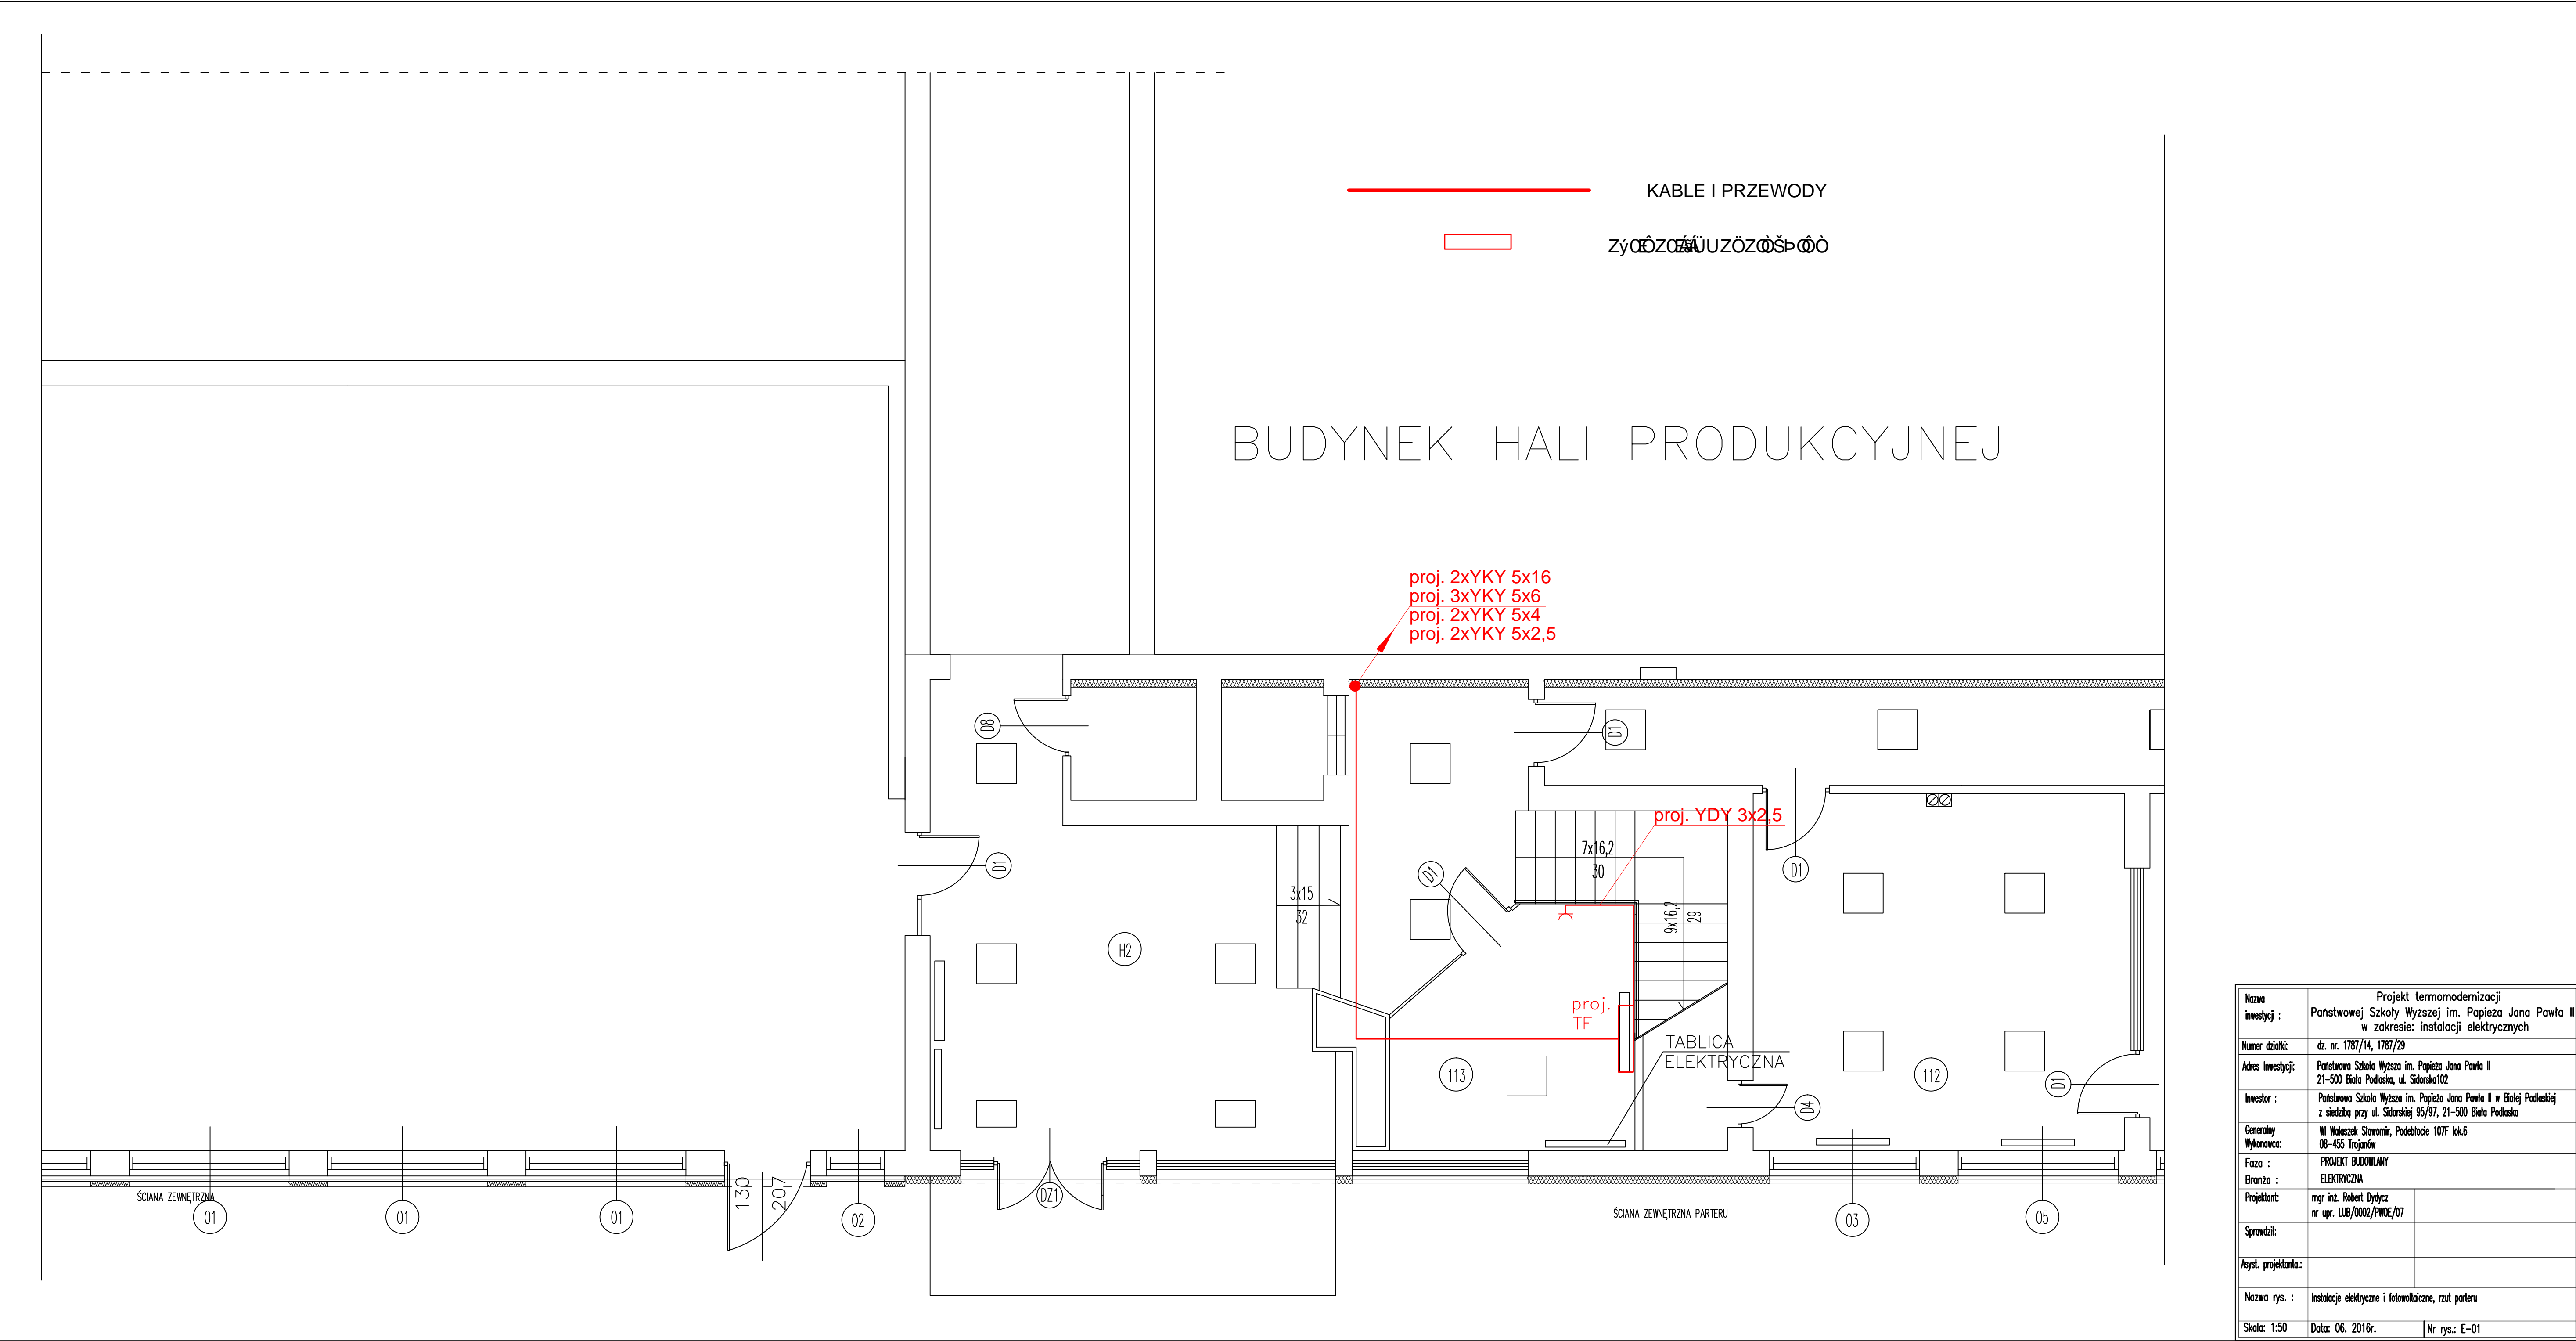 KABLE I PRZEWODY
BUDYNEK HALI PRODUKCYJNEJ
proj. 2xYKY 5x16
proj. 3xYKY 5x6
proj. 2xYKY 5x4
proj. 2xYKY 5x2,5
D8
D1
D1
proj. YDY 3x2,5
7x16,2
30
D1
D1
3x15
32
9x16,2
29
H2
proj.
TF
TABLICA
ELEKTRYCZNA
113
112
D1
D4
ŚCIANA ZEWNĘTRZNA
130
207
DZ1
ŚCIANA ZEWNĘTRZNA PARTERU
01
01
01
02
03
05
Nazwa
inwestycji :
Projekt termomodernizacji
Państwowej Szkoły Wyższej im. Papieża Jana Pawła II
w zakresie: instalacji elektrycznych
Numer działki:
dz. nr. 1787/14, 1787/29
Adres Inwestycji:
Państwowa Szkoła Wyższa im. Papieża Jana Pawła II
21-500 Biała Podlaska, ul. Sidorska102
Inwestor :
Państwowa Szkoła Wyższa im. Papieża Jana Pawła II w Białej Podlaskiej
z siedzibą przy ul. Sidorskiej 95/97, 21-500 Biała Podlaska
Generalny
Wykonawca:
WI Walaszek Sławomir, Podebłocie 107F lok.6
08-455 Trojanów
Faza :
PROJEKT BUDOWLANY
Branża :
ELEKTRYCZNA
Projektant:
mgr inż. Robert Dydycz
nr upr. LUB/0002/PWOE/07
Sprawdził:
Asyst. projektanta.:
Nazwa rys. :
Instalacje elektryczne i fotowoltaiczne, rzut parteru
Skala: 1:50
Data: 06. 2016r.
Nr rys.: E-01